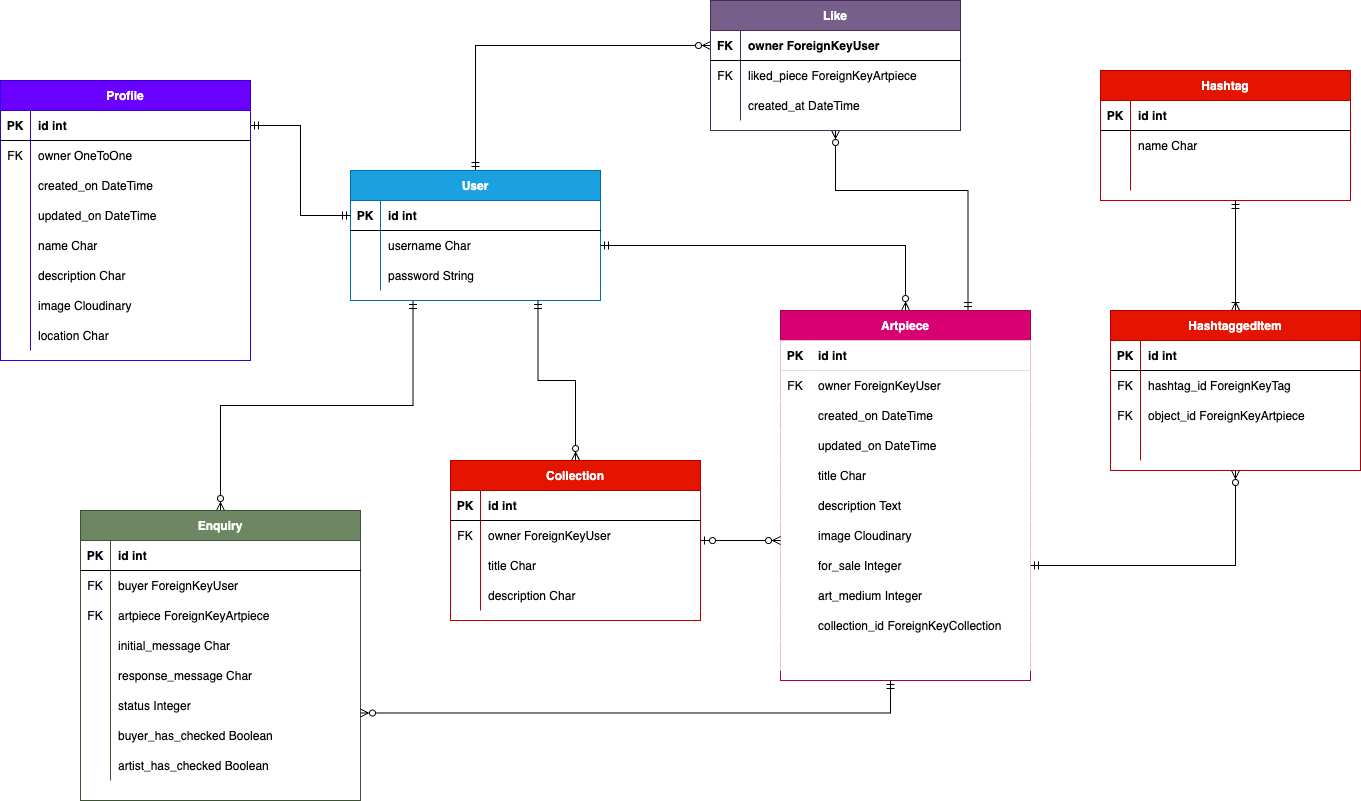 Like
FK owner ForeignKeyUser
FK liked_piece ForeignKeyArtpiece
created_at DateTime
Hashtag
PK id int
name Char
Profile
PK id int
FK owner OneToOne
created_on DateTime
updated_on DateTime
name Char
description Char
image Cloudinary
location Char
User
PK id int
username Char
password String
Artpiece
PK id int
FK owner ForeignKeyUser
created_on DateTime
updated_on DateTime
title Char
description Text
image Cloudinary
for_sale Integer
art_medium Integer
collection_id ForeignKeyCollection
HashtaggedItem
PK id int
FK hashtag_id ForeignKeyTag
FK object_id ForeignKeyArtpiece
Collection
PK id int
FK owner ForeignKeyUser
title Char
description Char
Enquiry
PK id int
FK buyer ForeignKeyUser
FK artpiece ForeignKeyArtpiece
initial_message Char
response_message Char
status Integer
buyer_has_checked Boolean
artist_has_checked Boolean